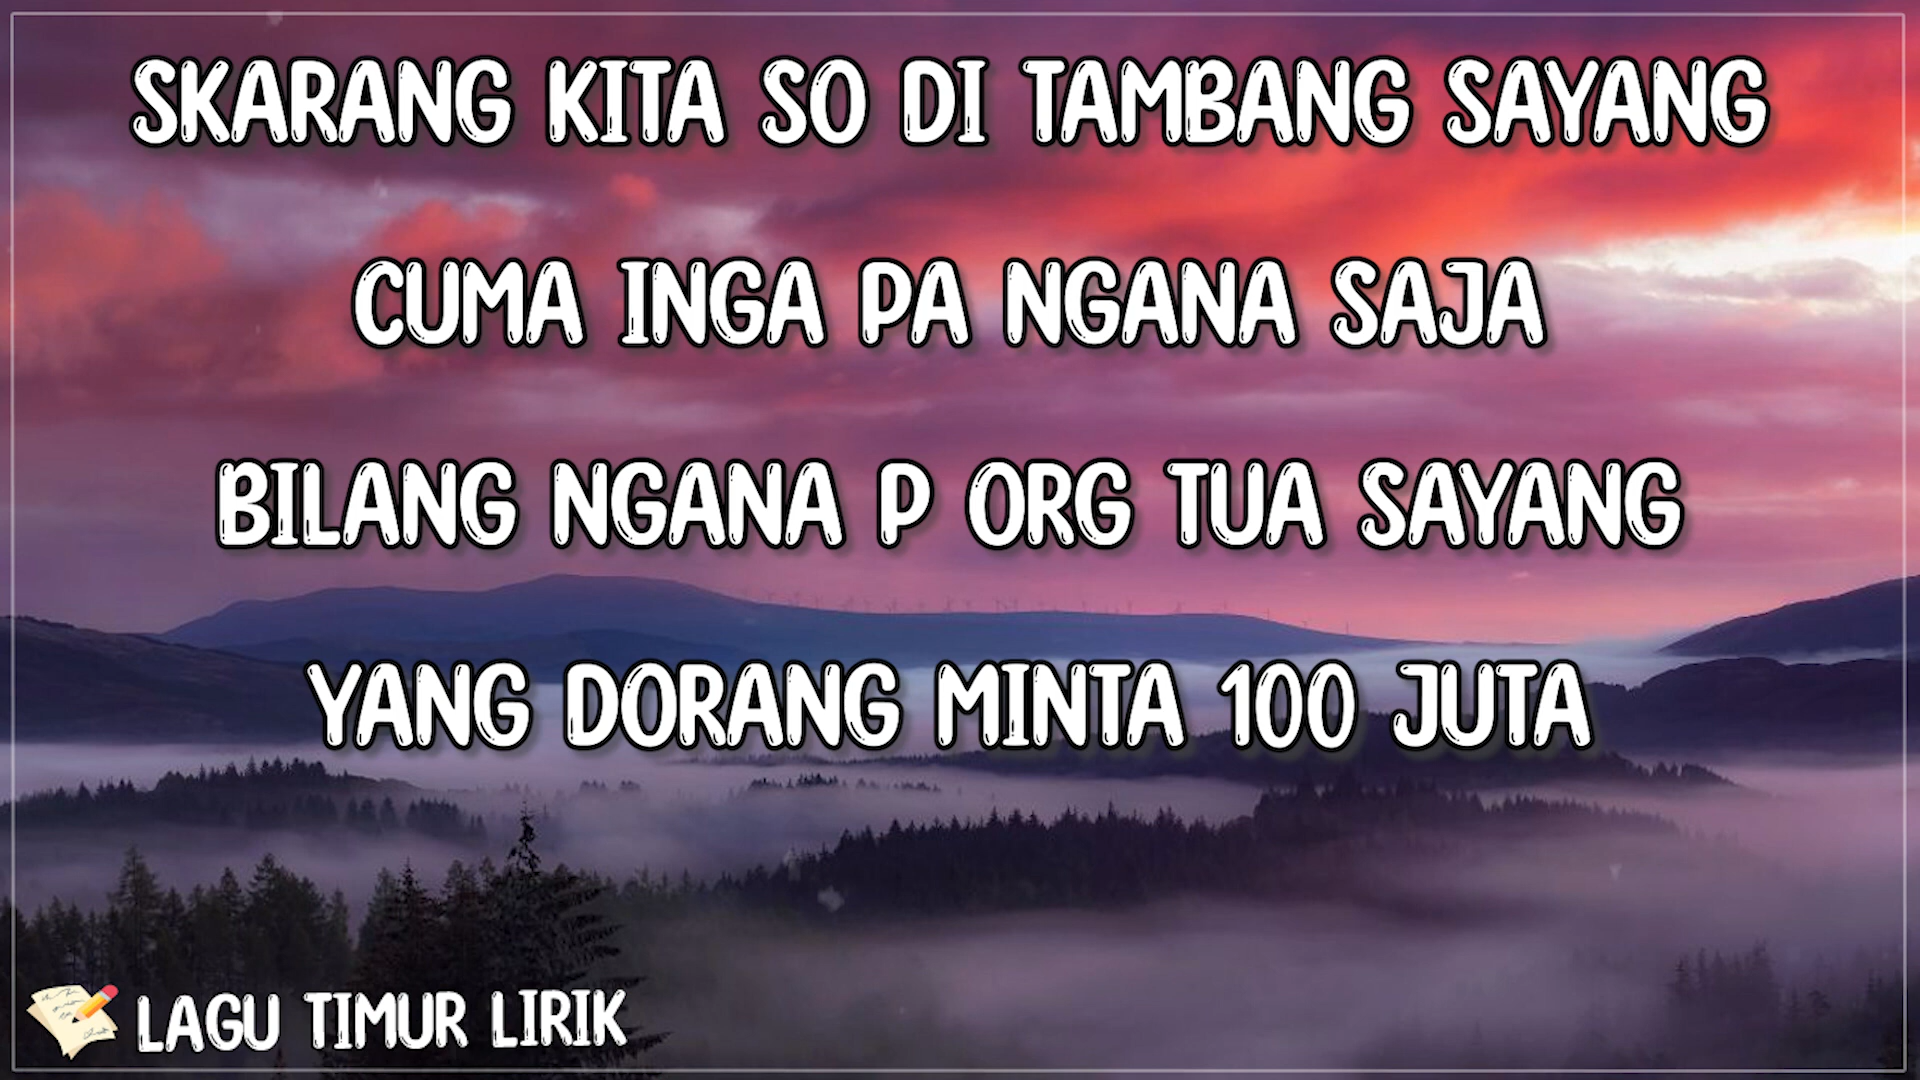 SKARANG KITA SO DI TAMBANG SAYANG
CUMA INGA PA NGANA SAJA
BILANG NGANA P ORG TUA SAYANG
YANG DORANG MINTA 100 JUTA
LAGU TIMUR LIRIK